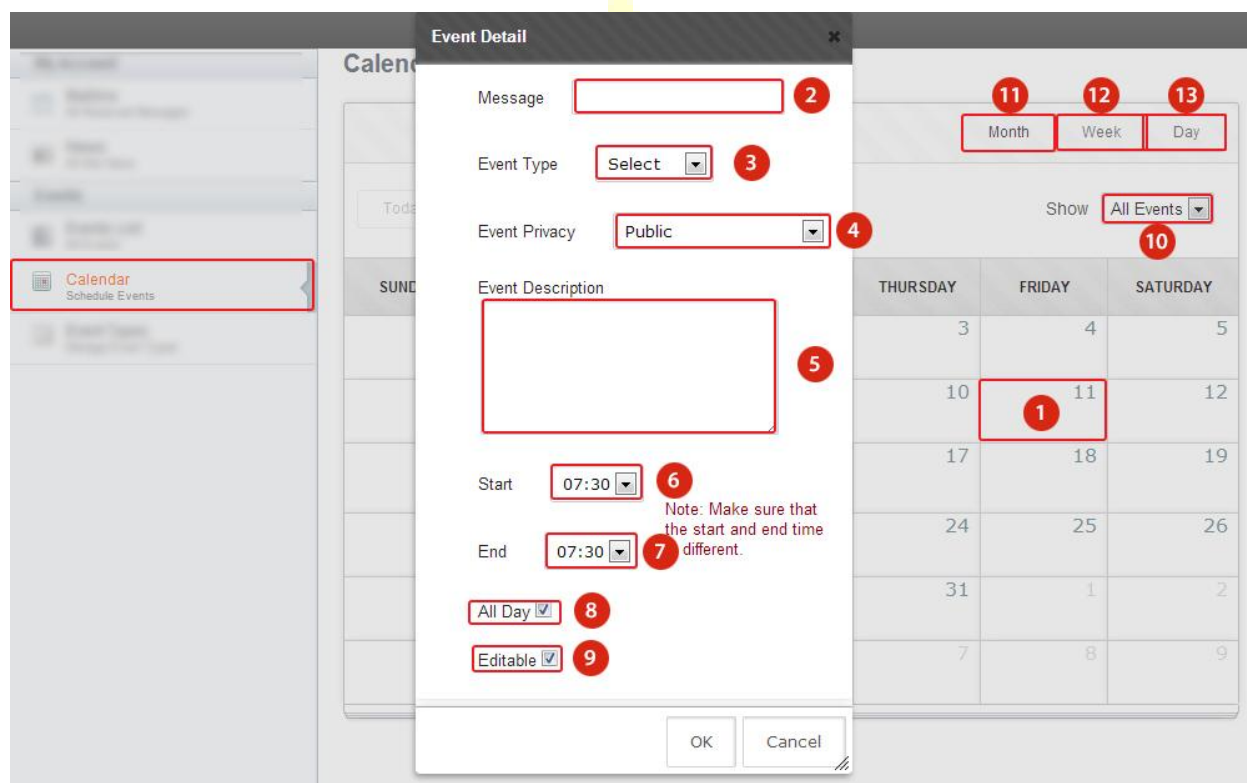 Event Detail
Calen
Message
2
11
12
13
Month
Week
Day
Event Type
Select
3
Toda
Show
All Events
10
Event Privacy
Public
4
Calendar
Schedule Events
SUND
THURSDAY
FRIDAY
SATURDAY
Event Description
5
3
4
5
10
11
12
1
17
18
19
24
25
26
31
1
2
7
8
9
Start
07:30
6
Note: Make sure that
the start and end time
different.
End
07:30
7
All Day
8
Editable
9
OK
Cancel